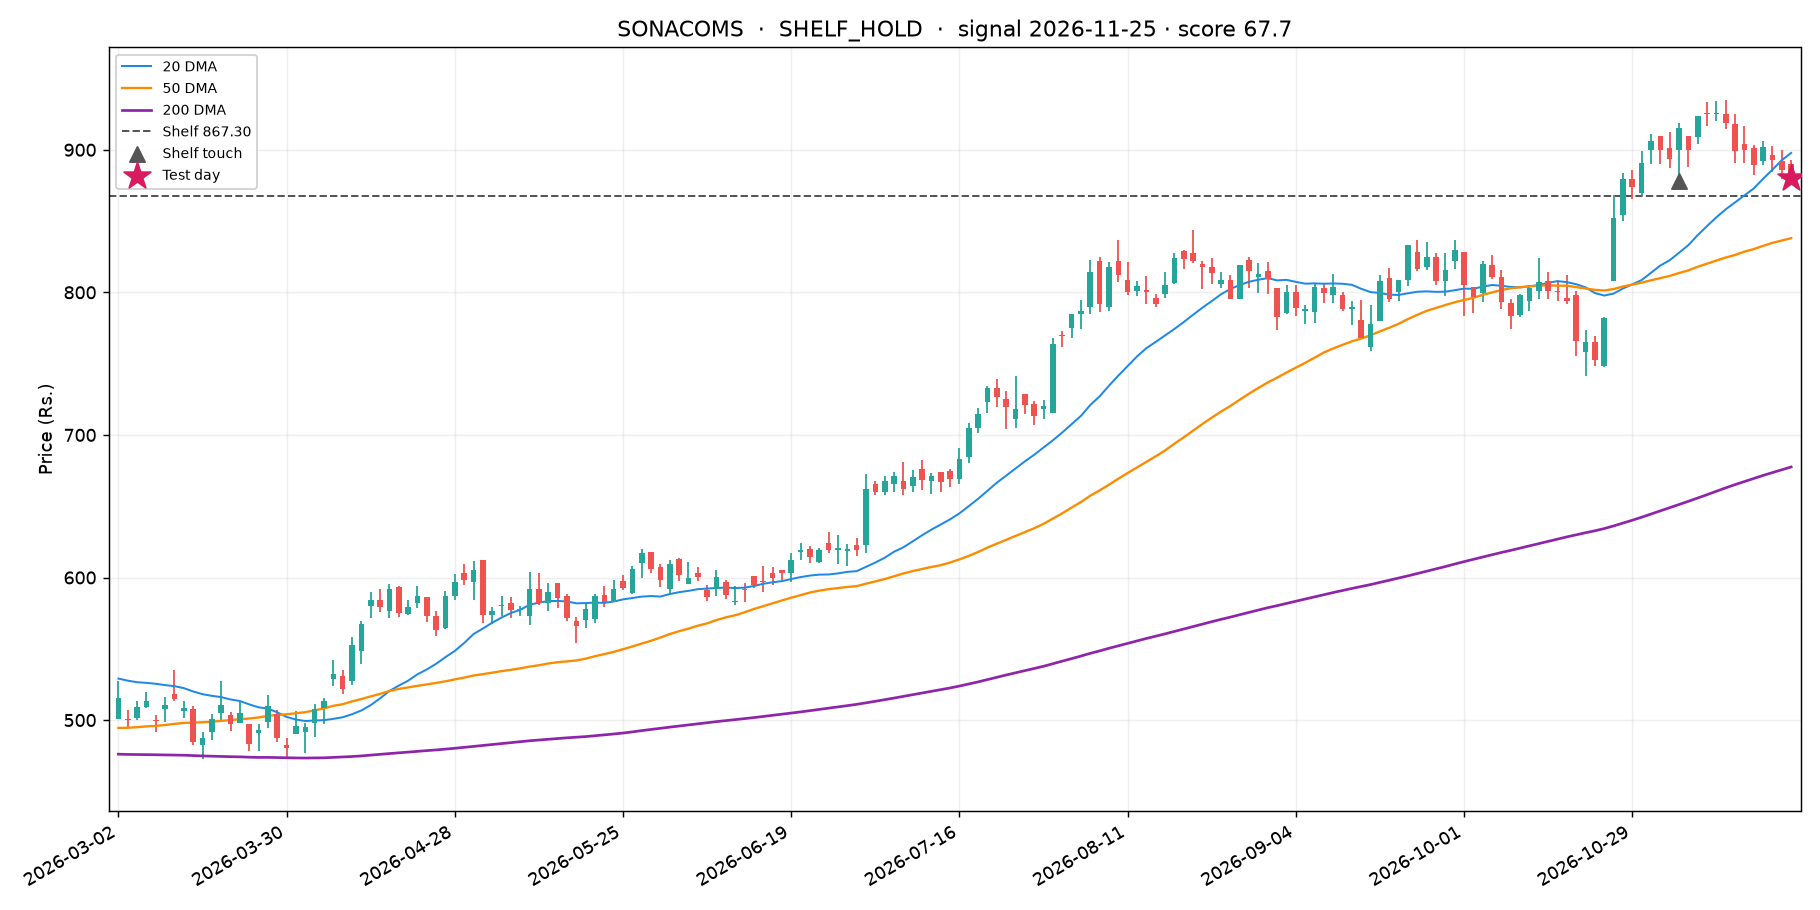 SONACOMS · SHELF_HOLD · signal 2026-11-25 · score 67.7
20 DMA
50 DMA
200 DMA
Shelf 867.30
Shelf touch
Test day
Price (Rs.)
900
800
700
600
500
2026-03-02
2026-03-30
2026-04-28
2026-05-25
2026-06-19
2026-07-16
2026-08-11
2026-09-04
2026-10-01
2026-10-29